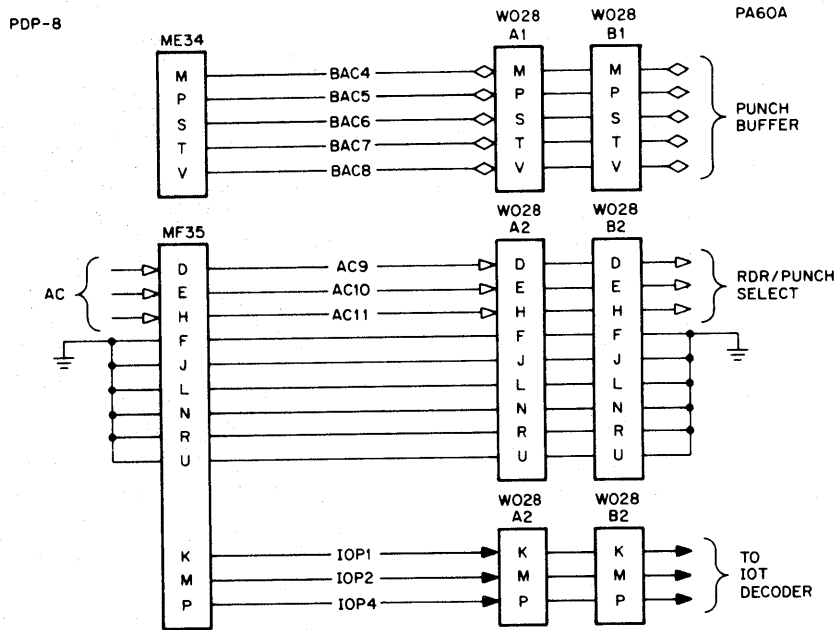 PDP-8
PA60A
ME34
W028 A1
W028 B1
M BAC4 M M
P BAC5 P P
S BAC6 S S
T BAC7 T T
V BAC8 V V
PUNCH
BUFFER
MF35
W028 A2
W028 B2
AC
D AC9 D D
E AC10 E E
H AC11 H H
RDR/PUNCH
SELECT
F F F
J J J
L L L
N N N
R R R
U U U
W028 A2
W028 B2
K IOP1 K K
M IOP2 M M
P IOP4 P P
TO
IOT
DECODER